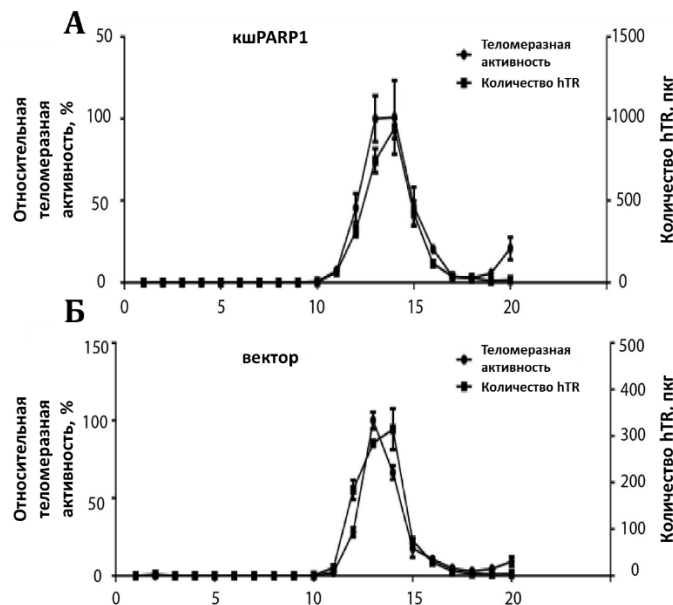 А
кшPARP1
Теломеразная
активность
Количество hTR
Относительная
теломеразная
активность, %
50
100
50
0
1500
1000
500
0
Количество hTR, пкг
0
5
10
15
20
Б
вектор
Теломеразная
активность
Количество hTR
Относительная
теломеразная
активность, %
150
100
50
0
500
400
300
200
100
0
Количество hTR, пкг
0
5
10
15
20